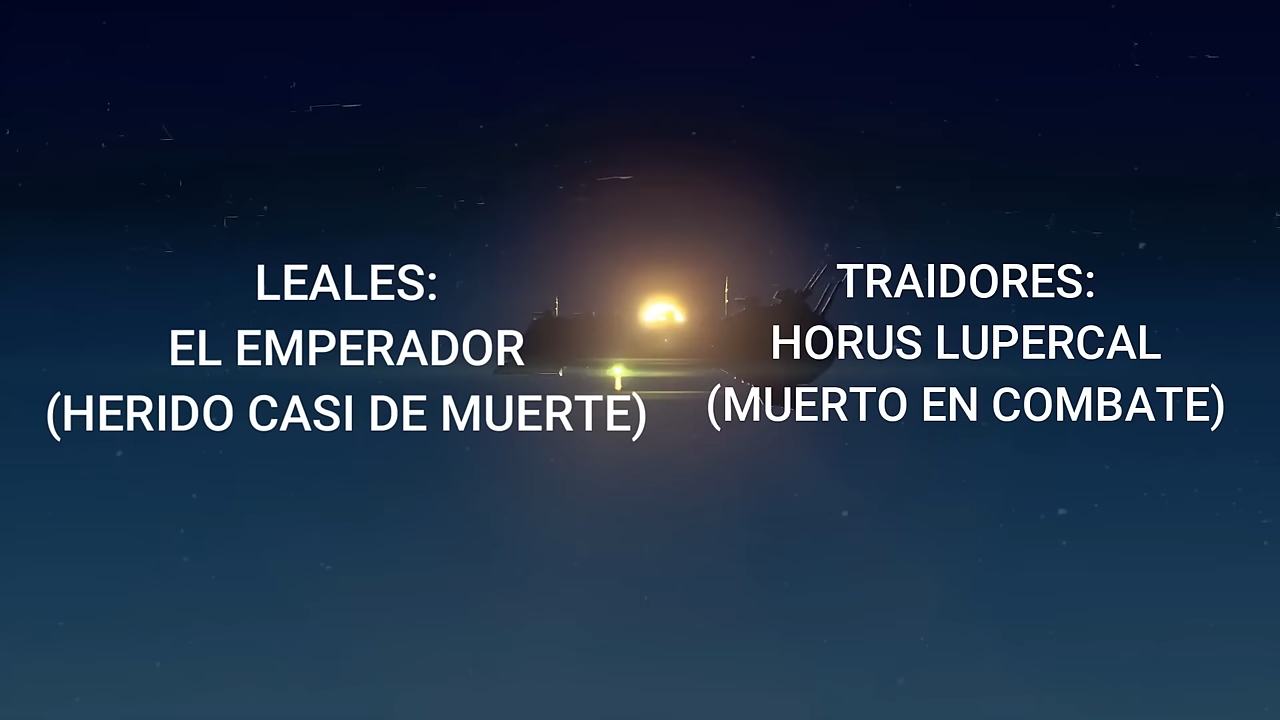 LEALES:
EL EMPERADOR
(HERIDO CASI DE MUERTE)
TRAIDORES:
HORUS LUPERCAL
(MUERTO EN COMBATE)